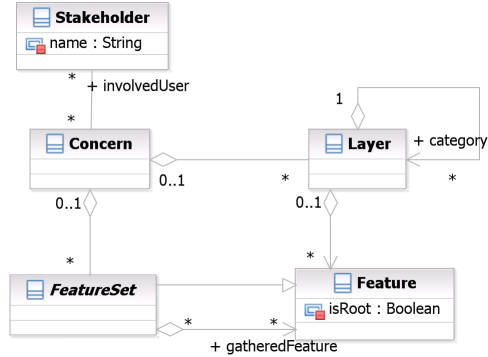 Stakeholder
name : String
*
+ involvedUser
*
Concern
0..1
*
1
Layer
+ category
*
0..1
0..1
*
*
FeatureSet
Feature
isRoot : Boolean
*
*
+ gatheredFeature